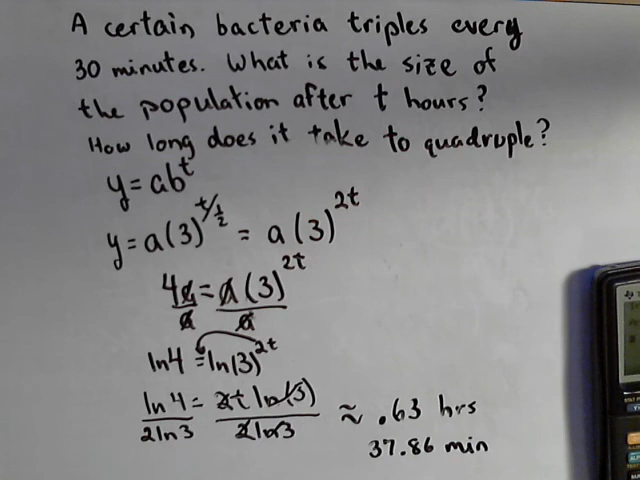 A certain bacteria triples every
30 minutes. What is the size of
the population after t hours?
How long does it take to quadruple?
y = ab^t
y = a(3)^(t/(1/2)) = a(3)^(2t)
4a/a = a(3)^(2t)/a
ln4 = ln(3)^(2t)
ln4/2ln3 = 2t ln(3)/2ln3 ≈ .63 hrs
37.86 min